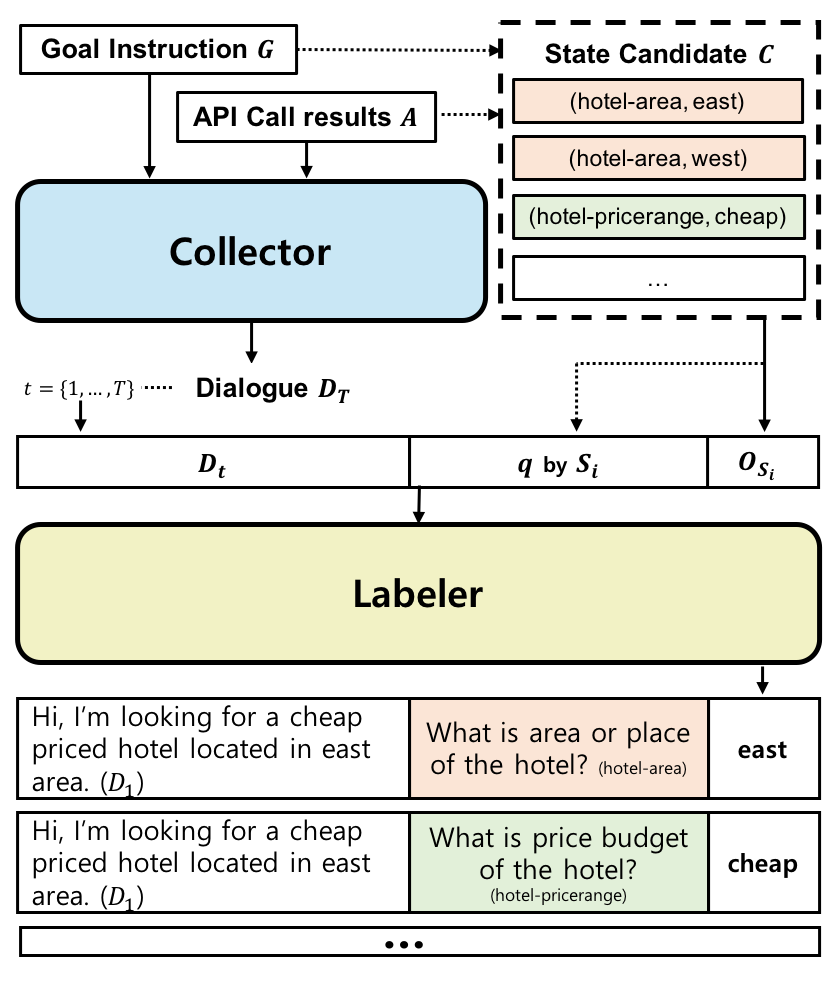 Goal Instruction G
API Call results A
State Candidate C
(hotel-area, east)
(hotel-area, west)
(hotel-pricerange, cheap)
…
Collector
t = {1, … , T}
Dialogue D_T
D_t
q by S_i
O_{S_i}
Labeler
Hi, I’m looking for a cheap
priced hotel located in east
area. (D_1)
What is area or place
of the hotel? (hotel-area)
east
Hi, I’m looking for a cheap
priced hotel located in east
area. (D_1)
What is price budget
of the hotel?
(hotel-pricerange)
cheap
…